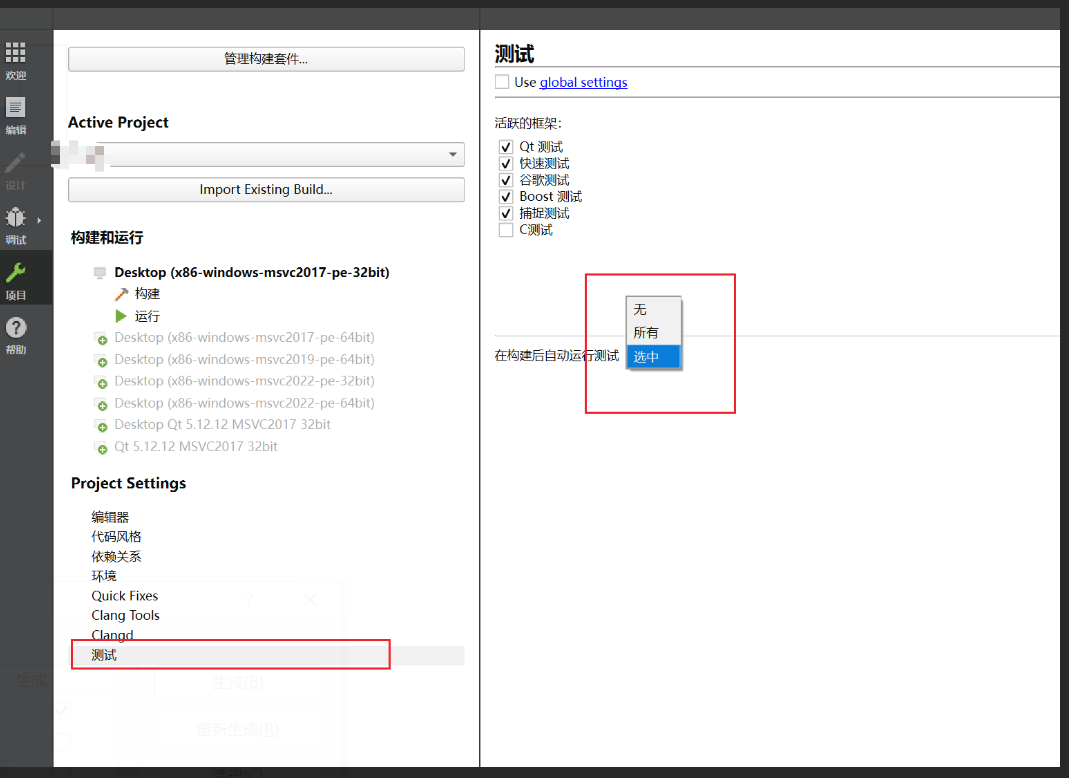 欢迎
编辑
设计
调试
项目
帮助
管理构建套件...
Active Project
Import Existing Build...
构建和运行
Desktop (x86-windows-msvc2017-pe-32bit)
构建
运行
Desktop (x86-windows-msvc2017-pe-64bit)
Desktop (x86-windows-msvc2019-pe-64bit)
Desktop (x86-windows-msvc2022-pe-32bit)
Desktop (x86-windows-msvc2022-pe-64bit)
Desktop Qt 5.12.12 MSVC2017 32bit
Qt 5.12.12 MSVC2017 32bit
Project Settings
编辑器
代码风格
依赖关系
环境
Quick Fixes
Clang Tools
Clangd
测试
生成
生成(B)
重新生成(R)
测试
Use global settings
活跃的框架:
Qt 测试
快速测试
谷歌测试
Boost 测试
捕捉测试
C测试
无
所有
在构建后自动运行测试 选中